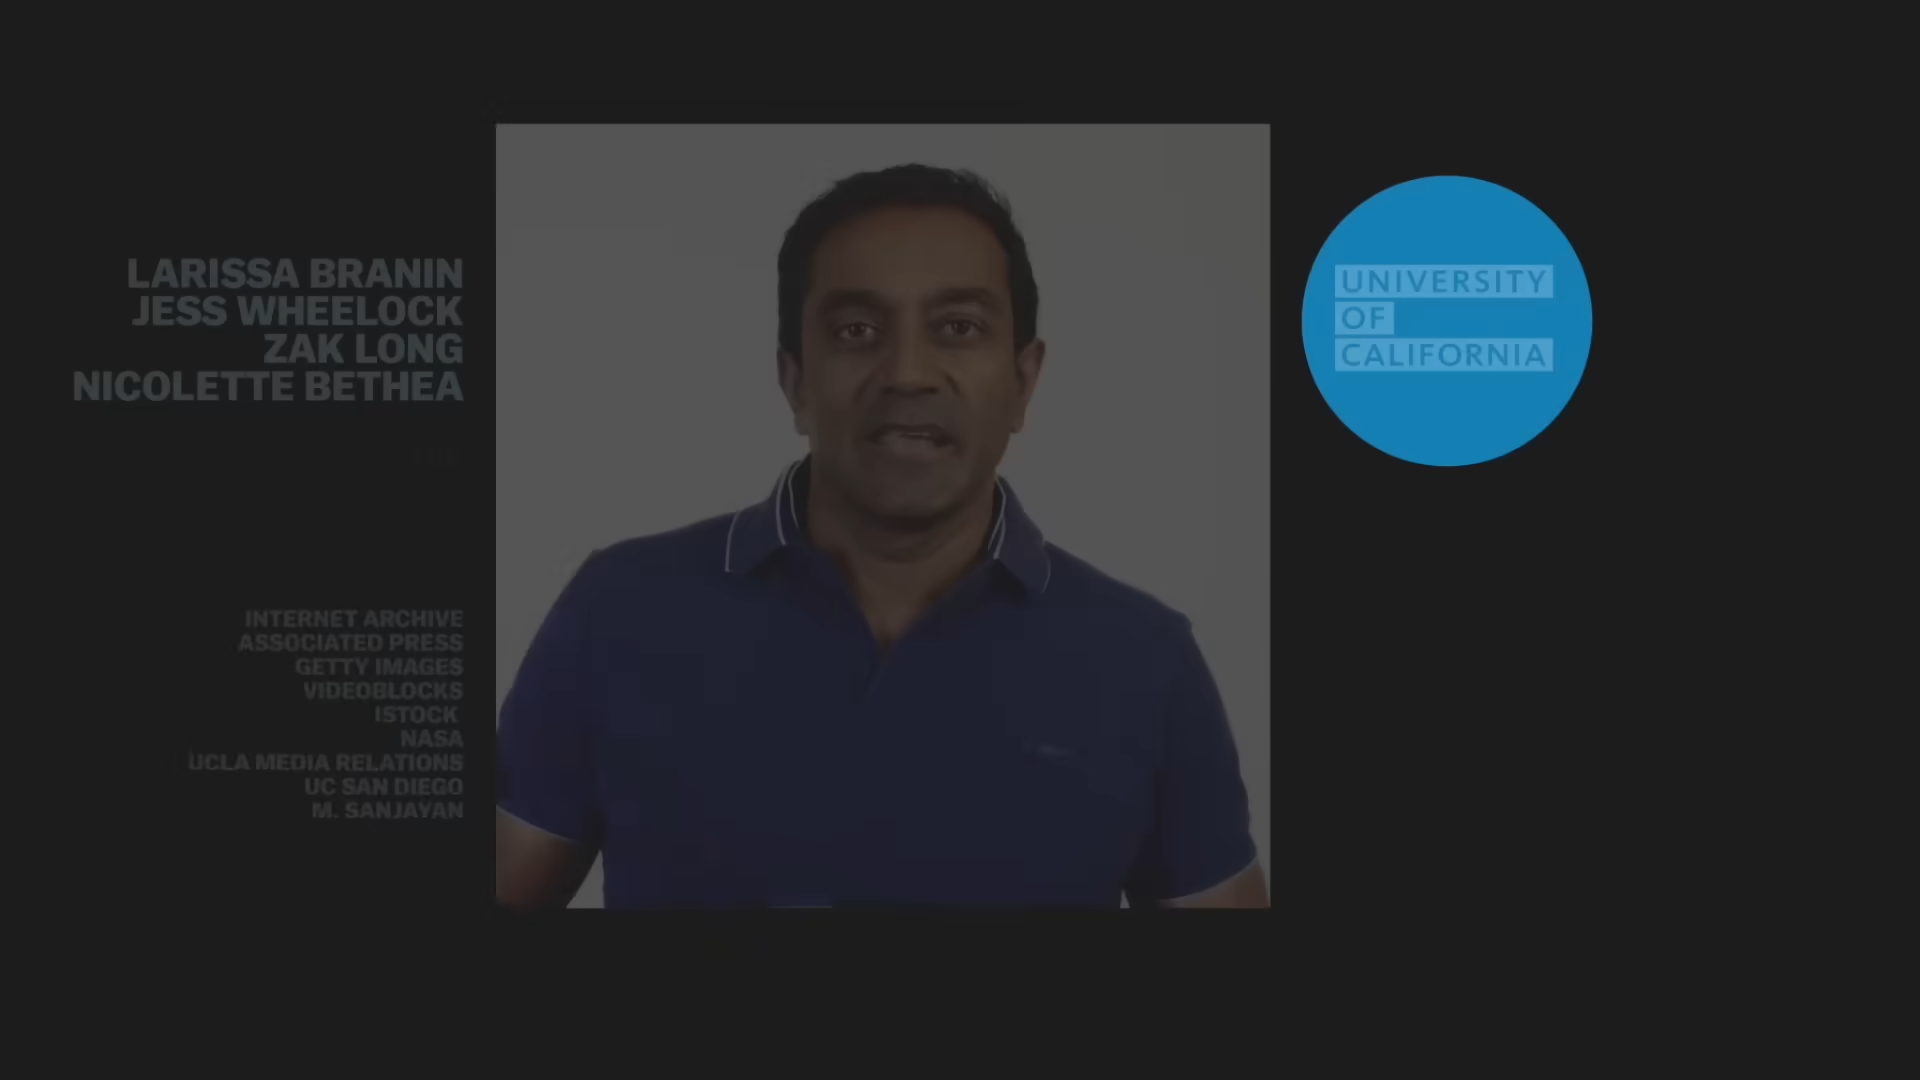 LARISSA BRANIN
JESS WHEELOCK
ZAK LONG
NICOLETTE BETHEA
INTERNET ARCHIVE
ASSOCIATED PRESS
GETTY IMAGES
VIDEOBLOCKS
ISTOCK
NASA
UCLA MEDIA RELATIONS
UC SAN DIEGO
M. SANJAYAN
UNIVERSITY
OF
CALIFORNIA